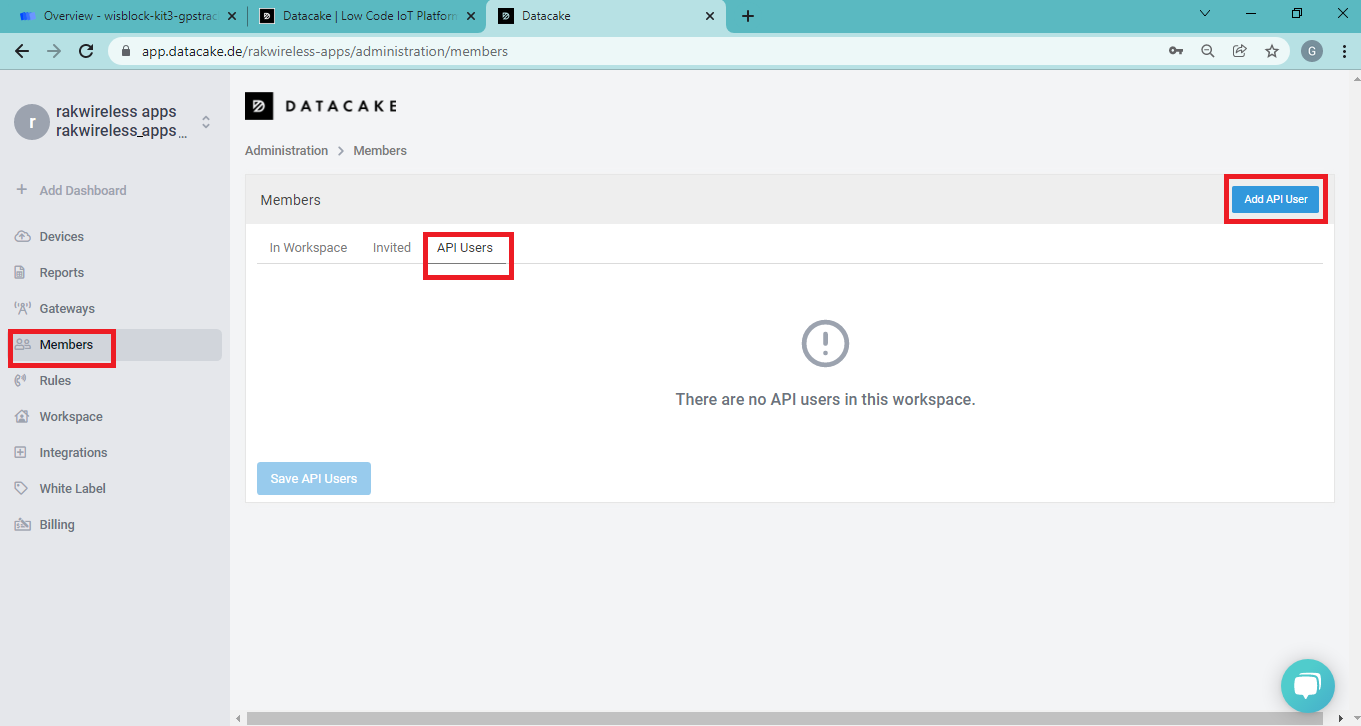 Overview - wisblock-kit3-gpstrac
Datacake | Low Code IoT Platform
Datacake
app.datacake.de/rakwireless-apps/administration/members
G
r
rakwireless apps
rakwireless_apps_...
Add Dashboard
Devices
Reports
Gateways
Members
Rules
Workspace
Integrations
White Label
Billing
DATACAKE
Administration > Members
Members
Add API User
In Workspace Invited API Users
There are no API users in this workspace.
Save API Users